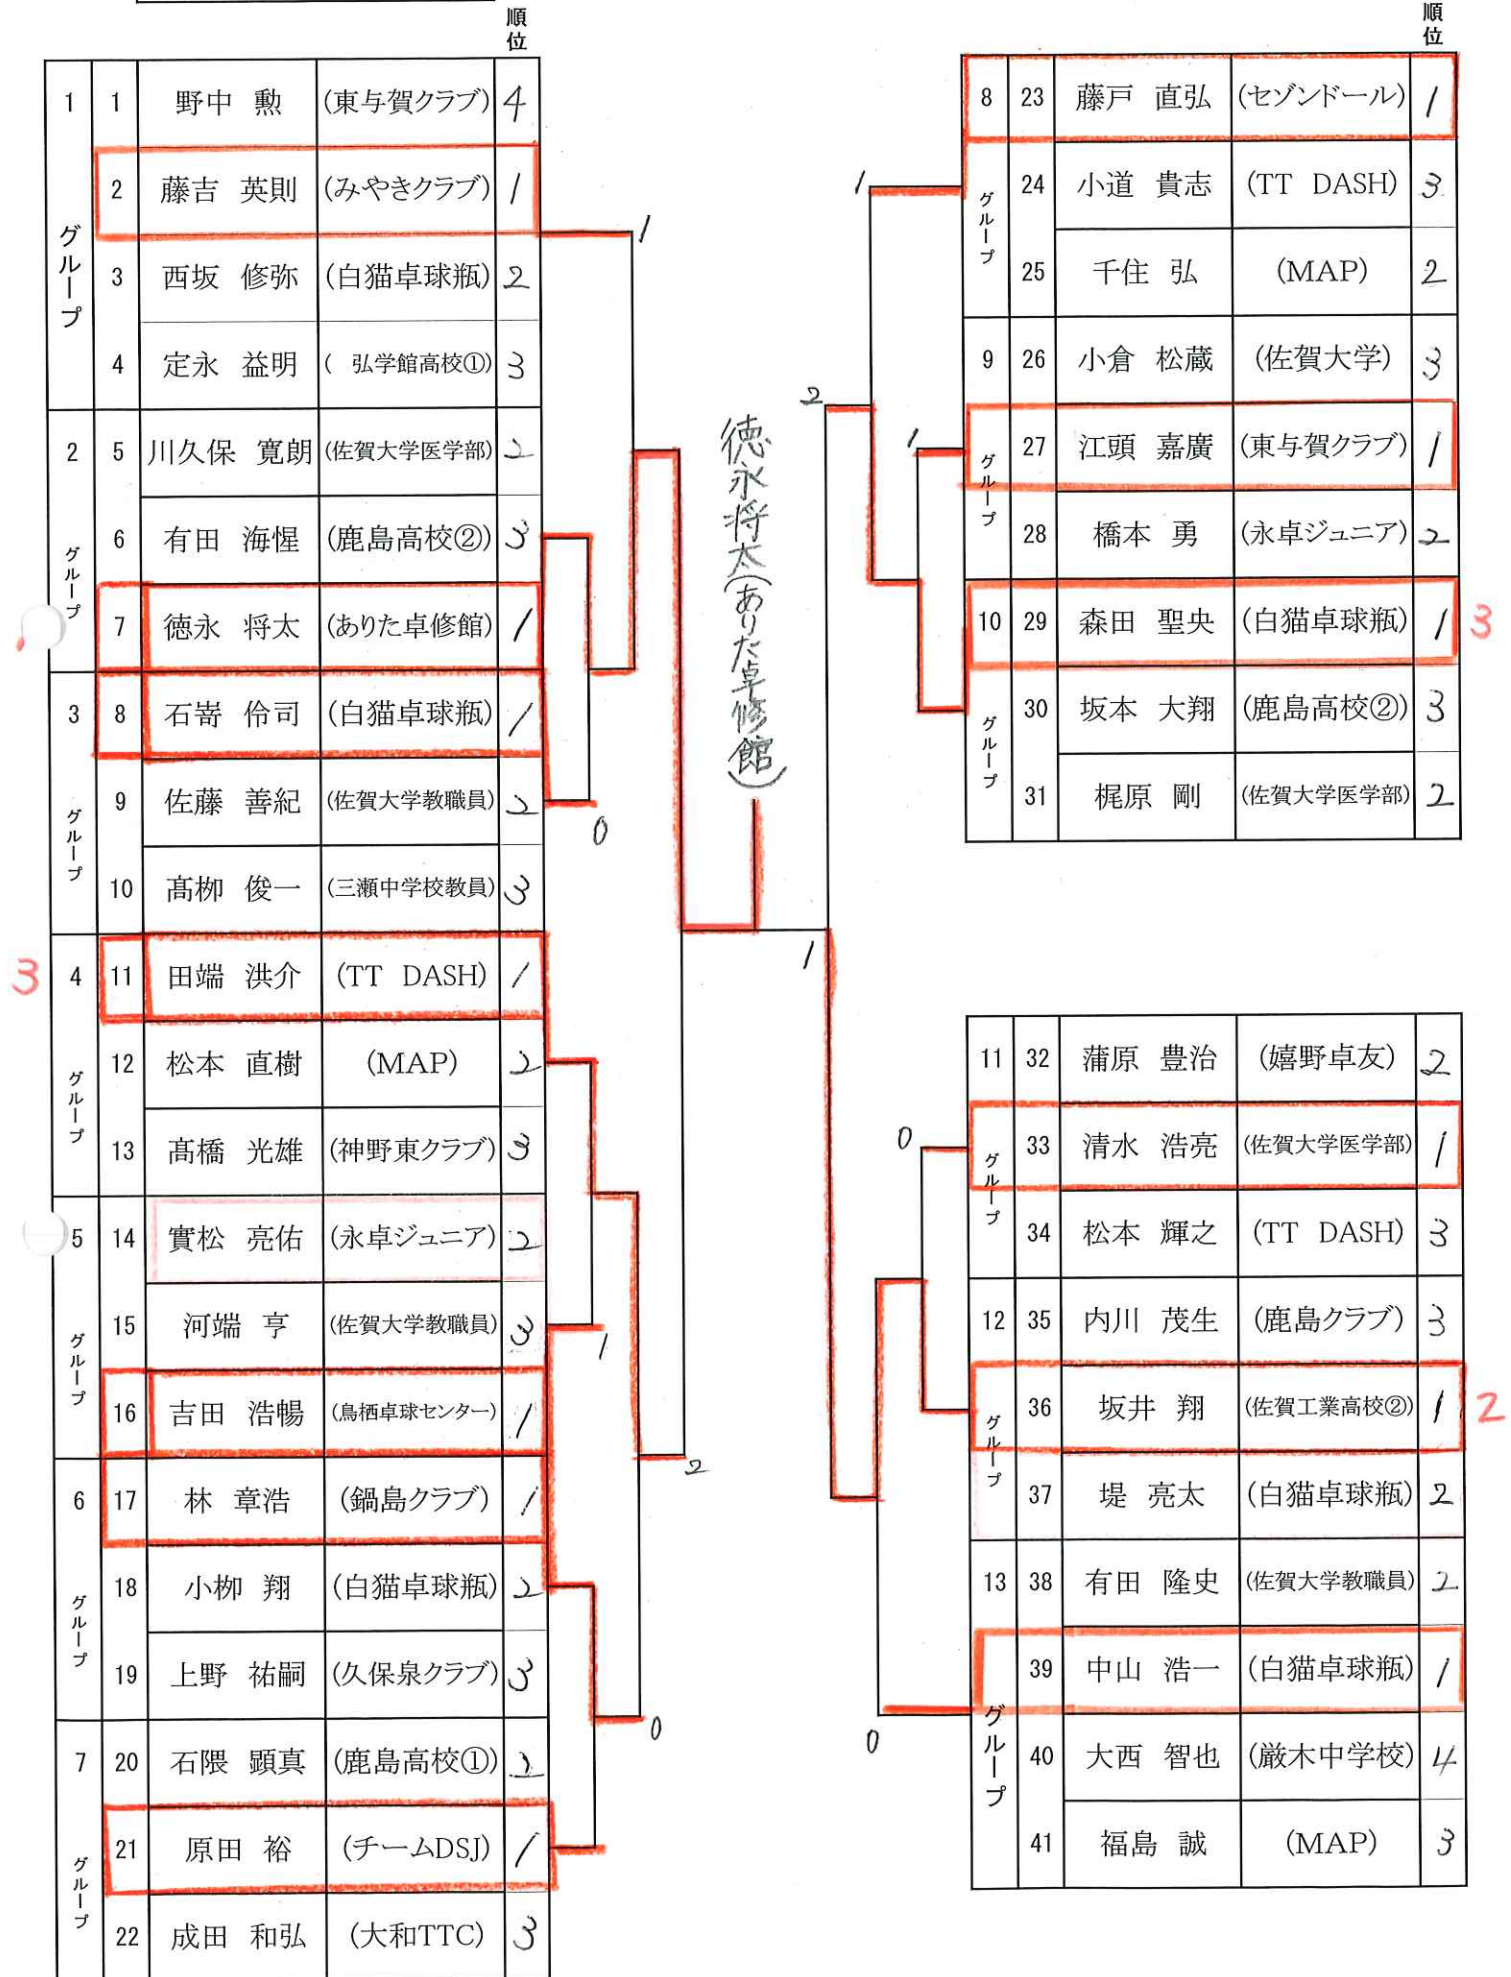 順位
1 グループ 1 野中 勲 (東与賀クラブ) 4
2 藤吉 英則 (みやきクラブ) 1
3 西坂 修弥 (白猫卓球瓶) 2
4 定永 益明 ( 弘学館高校①) 3
2 グループ 5 川久保 寛朗 (佐賀大学医学部) 2
6 有田 海惺 (鹿島高校②) 3
7 徳永 将太 (ありた卓修館) 1
3 グループ 8 石嵜 伶司 (白猫卓球瓶) 1
9 佐藤 善紀 (佐賀大学教職員) 2
10 髙栁 俊一 (三瀬中学校教員) 3
3 4 グループ 11 田端 洪介 (TT DASH) 1
12 松本 直樹 (MAP) 2
13 髙橋 光雄 (神野東クラブ) 3
5 グループ 14 實松 亮佑 (永卓ジュニア) 2
15 河端 亨 (佐賀大学教職員) 3
16 吉田 浩暢 (鳥栖卓球センター) 1
6 グループ 17 林 章浩 (鍋島クラブ) 1
18 小栁 翔 (白猫卓球瓶) 2
19 上野 祐嗣 (久保泉クラブ) 3
7 グループ 20 石隈 顕真 (鹿島高校①) 2
21 原田 裕 (チームDSJ) 1
22 成田 和弘 (大和TTC) 3
1
0
1
2
0
徳永将太(ありた卓修館)
1
2
1
1
0
0
順位
8 グループ 23 藤戸 直弘 (セゾンドール) 1
24 小道 貴志 (TT DASH) 3
25 千住 弘 (MAP) 2
9 グループ 26 小倉 松蔵 (佐賀大学) 3
27 江頭 嘉廣 (東与賀クラブ) 1
28 橋本 勇 (永卓ジュニア) 2
10 グループ 29 森田 聖央 (白猫卓球瓶) 1 3
30 坂本 大翔 (鹿島高校②) 3
31 梶原 剛 (佐賀大学医学部) 2
11 グループ 32 蒲原 豊治 (嬉野卓友) 2
33 清水 浩亮 (佐賀大学医学部) 1
34 松本 輝之 (TT DASH) 3
12 グループ 35 内川 茂生 (鹿島クラブ) 3
36 坂井 翔 (佐賀工業高校②) 1 2
37 堤 亮太 (白猫卓球瓶) 2
13 グループ 38 有田 隆史 (佐賀大学教職員) 2
39 中山 浩一 (白猫卓球瓶) 1
40 大西 智也 (厳木中学校) 4
41 福島 誠 (MAP) 3